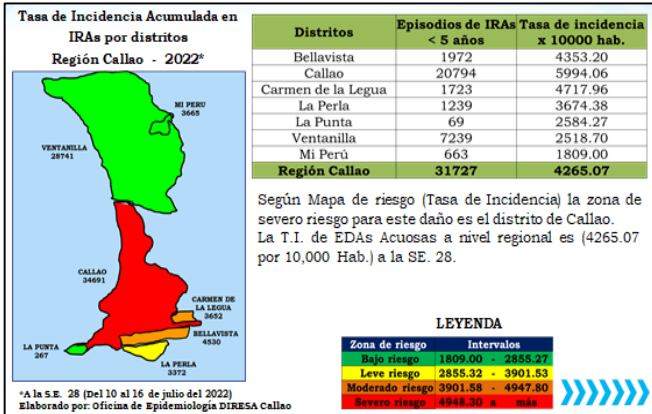 Tasa de Incidencia Acumulada en
IRAs por distritos
Región Callao - 2022*
MI PERU
3665
VENTANILLA
28741
CALLAO
34691
CARMEN DE
LA LEGUA
3652
BELLAVISTA
4530
LA PUNTA
267
LA PERLA
3372
*A la S.E. 28 (Del 10 al 16 de julio del 2022)
Elaborado por: Oficina de Epidemiología DIRESA Callao
Distritos Episodios de IRAs < 5 años Tasa de incidencia x 10000 hab.
Bellavista 1972 4353.20
Callao 20794 5994.06
Carmen de la Legua 1723 4717.96
La Perla 1239 3674.38
La Punta 69 2584.27
Ventanilla 7239 2518.70
Mi Perú 663 1809.00
Región Callao 31727 4265.07
Según Mapa de riesgo (Tasa de Incidencia) la zona de
severo riesgo para este daño es el distrito de Callao.
La T.I. de EDAs Acuosas a nivel regional es (4265.07
por 10,000 Hab.) a la SE. 28.
LEYENDA
Zona de riesgo Intervalos
Bajo riesgo 1809.00 - 2855.27
Leve riesgo 2855.32 - 3901.53
Moderado riesgo 3901.58 - 4947.80
Severo riesgo 4948.30 a más